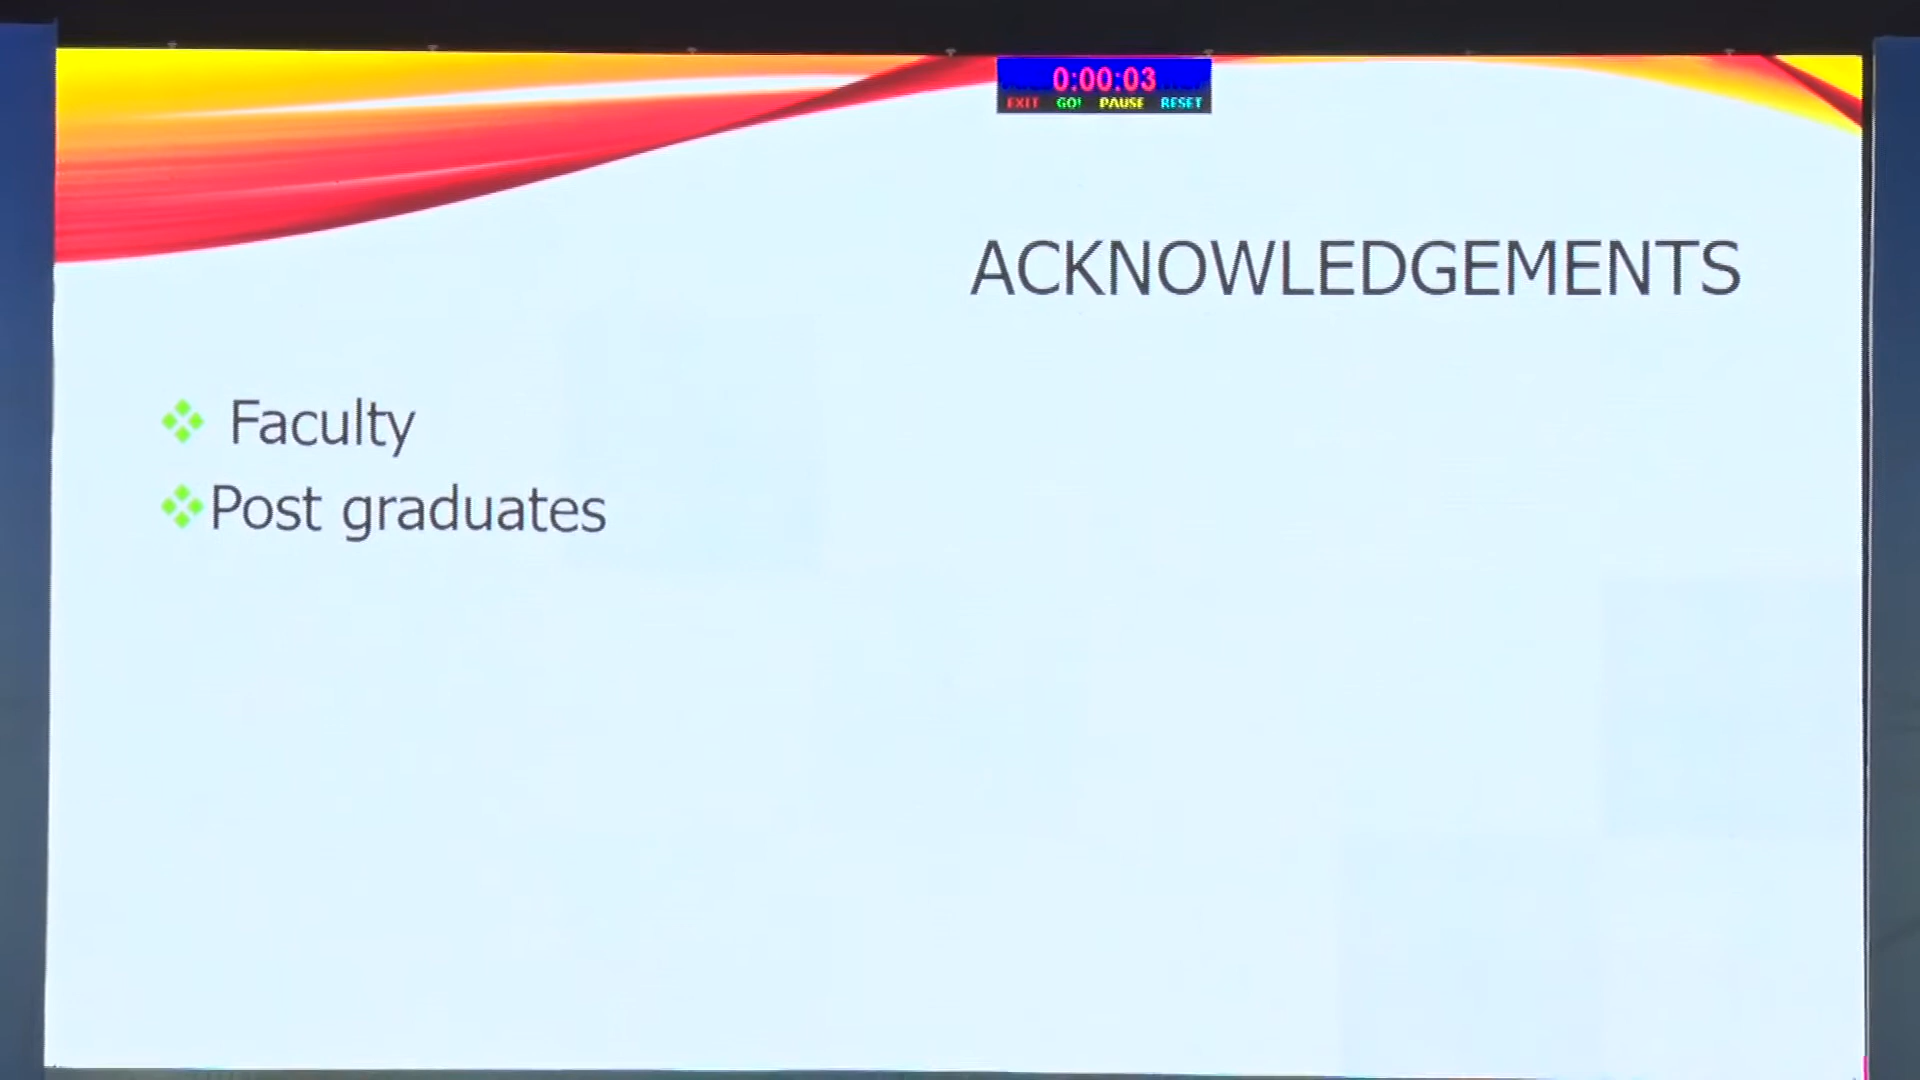 0:00:03
EXIT GO! PAUSE RESET
ACKNOWLEDGEMENTS
Faculty
Post graduates